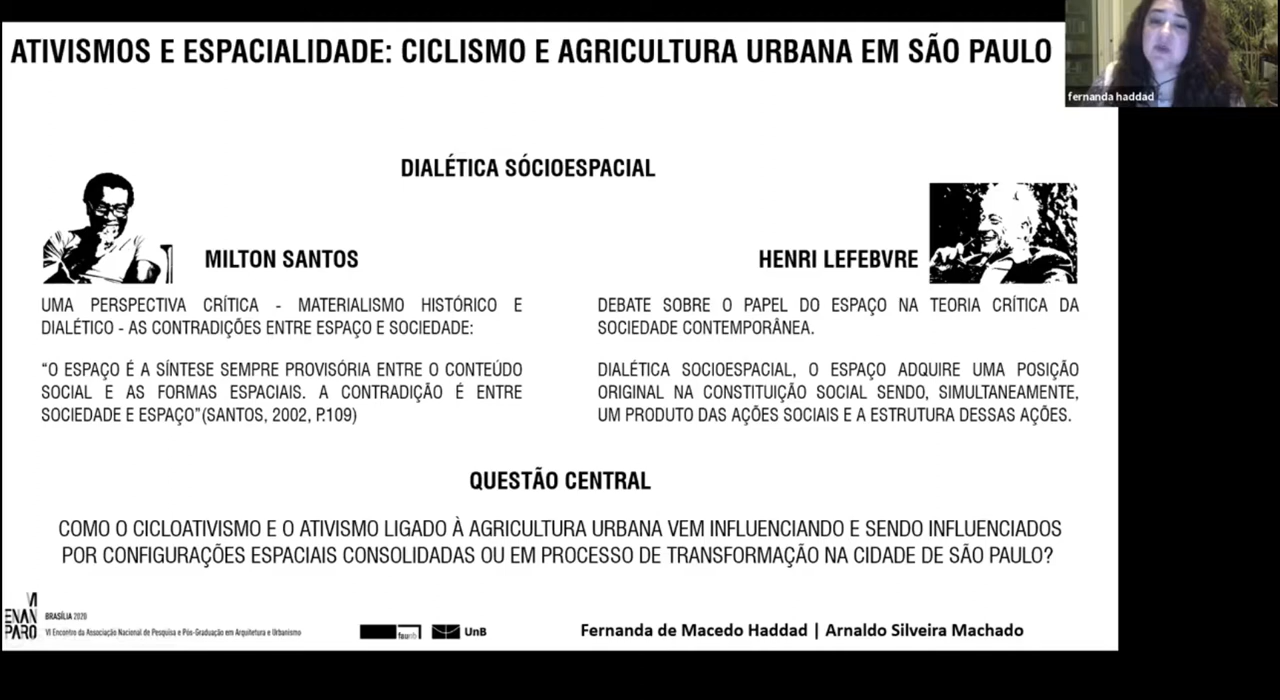 ATIVISMOS E ESPACIALIDADE: CICLISMO E AGRICULTURA URBANA EM SÃO PAULO
fernanda haddad
DIALÉTICA SÓCIOESPACIAL
MILTON SANTOS
UMA PERSPECTIVA CRÍTICA - MATERIALISMO HISTÓRICO E
DIALÉTICO - AS CONTRADIÇÕES ENTRE ESPAÇO E SOCIEDADE:
“O ESPAÇO É A SÍNTESE SEMPRE PROVISÓRIA ENTRE O CONTEÚDO
SOCIAL E AS FORMAS ESPACIAIS. A CONTRADIÇÃO É ENTRE
SOCIEDADE E ESPAÇO”(SANTOS, 2002, P.109)
HENRI LEFEBVRE
DEBATE SOBRE O PAPEL DO ESPAÇO NA TEORIA CRÍTICA DA
SOCIEDADE CONTEMPORÂNEA.
DIALÉTICA SOCIOESPACIAL, O ESPAÇO ADQUIRE UMA POSIÇÃO
ORIGINAL NA CONSTITUIÇÃO SOCIAL SENDO, SIMULTANEAMENTE,
UM PRODUTO DAS AÇÕES SOCIAIS E A ESTRUTURA DESSAS AÇÕES.
QUESTÃO CENTRAL
COMO O CICLOATIVISMO E O ATIVISMO LIGADO À AGRICULTURA URBANA VEM INFLUENCIANDO E SENDO INFLUENCIADOS
POR CONFIGURAÇÕES ESPACIAIS CONSOLIDADAS OU EM PROCESSO DE TRANSFORMAÇÃO NA CIDADE DE SÃO PAULO?
VI
ENAN
PARQ
BRASÍLIA 2020
VI Encontro da Associação Nacional de Pesquisa e Pós-Graduação em Arquitetura e Urbanismo
faunb
UnB
Fernanda de Macedo Haddad | Arnaldo Silveira Machado